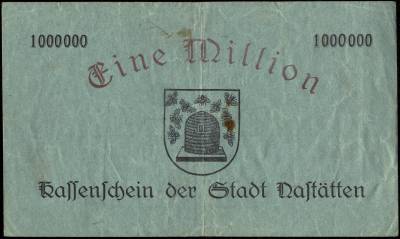 1000000 1000000
Eine Million
Kassenschein der Stadt Nastätten